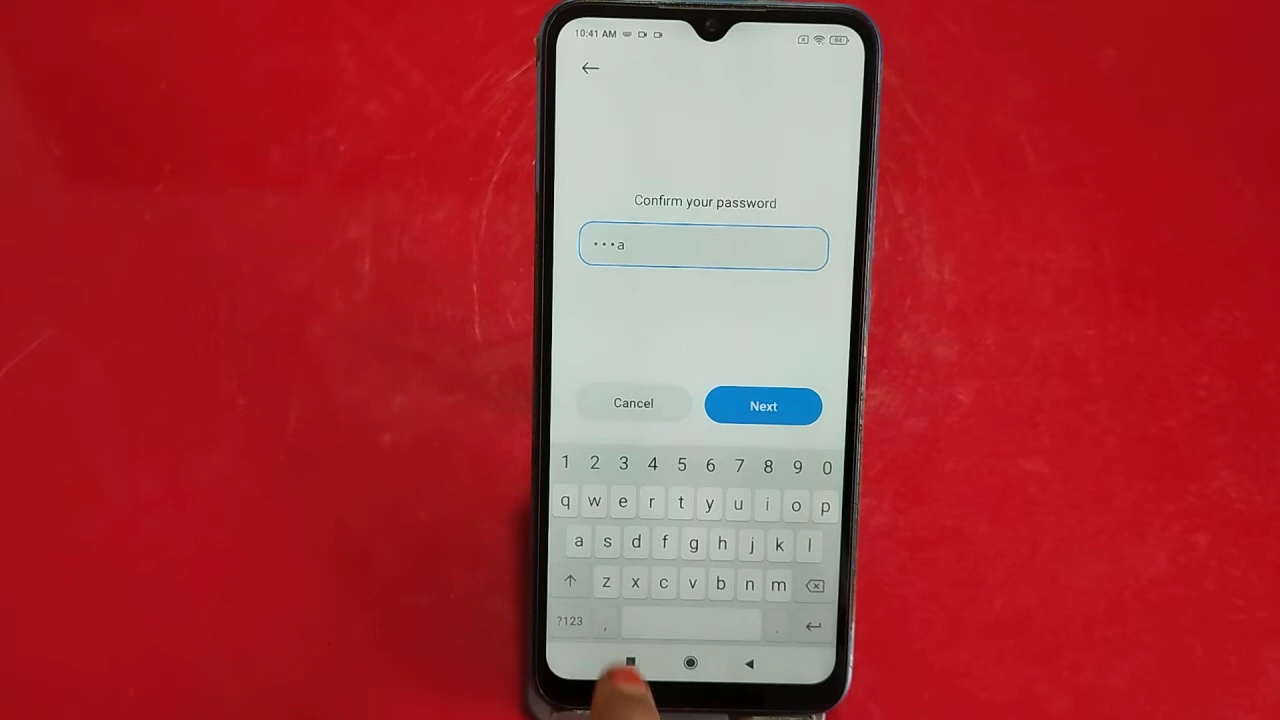 10:41 AM 94
Confirm your password
•••a
Cancel Next
1 2 3 4 5 6 7 8 9 0
q w e r t y u i o p
a s d f g h j k l
z x c v b n m
?123 , .